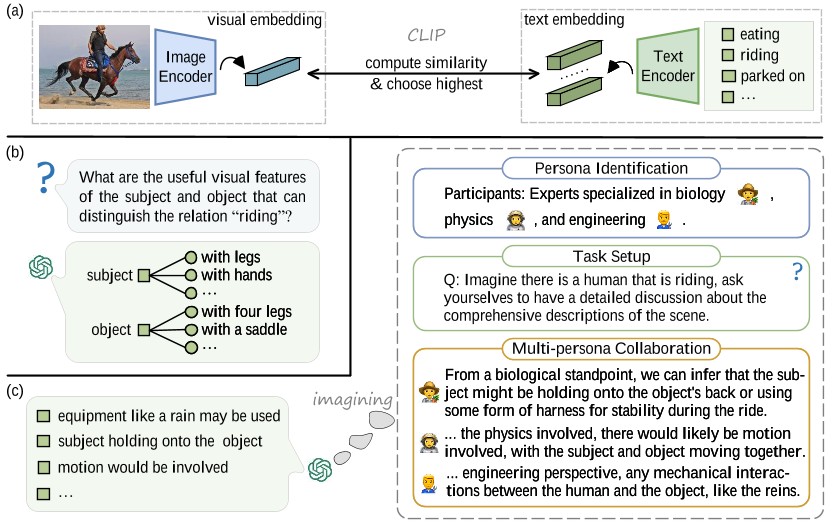 (a)
visual embedding
Image
Encoder
CLIP
compute similarity
& choose highest
text embedding
......
Text
Encoder
eating
riding
parked on
...
(b)
?
What are the useful visual features
of the subject and object that can
distinguish the relation “riding”?
subject
with legs
with hands
...
object
with four legs
with a saddle
...
(c)
equipment like a rain may be used
subject holding onto the object
motion would be involved
...
imagining
Persona Identification
Participants: Experts specialized in biology ,
physics , and engineering .
Task Setup
?
Q: Imagine there is a human that is riding, ask
yourselves to have a detailed discussion about the
comprehensive descriptions of the scene.
Multi-persona Collaboration
From a biological standpoint, we can infer that the sub-
ject might be holding onto the object's back or using
some form of harness for stability during the ride.
... the physics involved, there would likely be motion
involved, with the subject and object moving together.
... engineering perspective, any mechanical interac-
tions between the human and the object, like the reins.